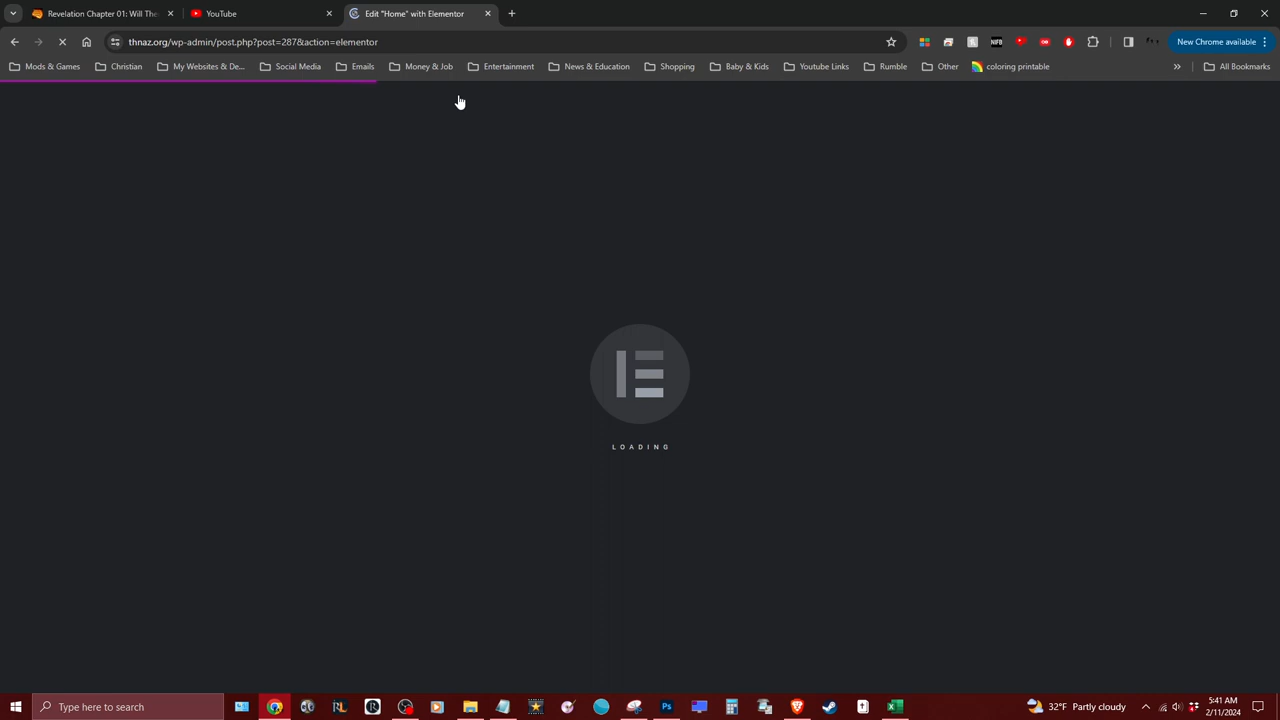 Revelation Chapter 01: Will The
YouTube
Edit "Home" with Elementor
thnaz.org/wp-admin/post.php?post=287&action=elementor
New Chrome available
Mods & Games
Christian
My Websites & De...
Social Media
Emails
Money & Job
Entertainment
News & Education
Shopping
Baby & Kids
Youtube Links
Rumble
Other
coloring printable
All Bookmarks
LOADING
Type here to search
32°F Partly cloudy
5:41 AM
2/11/2024